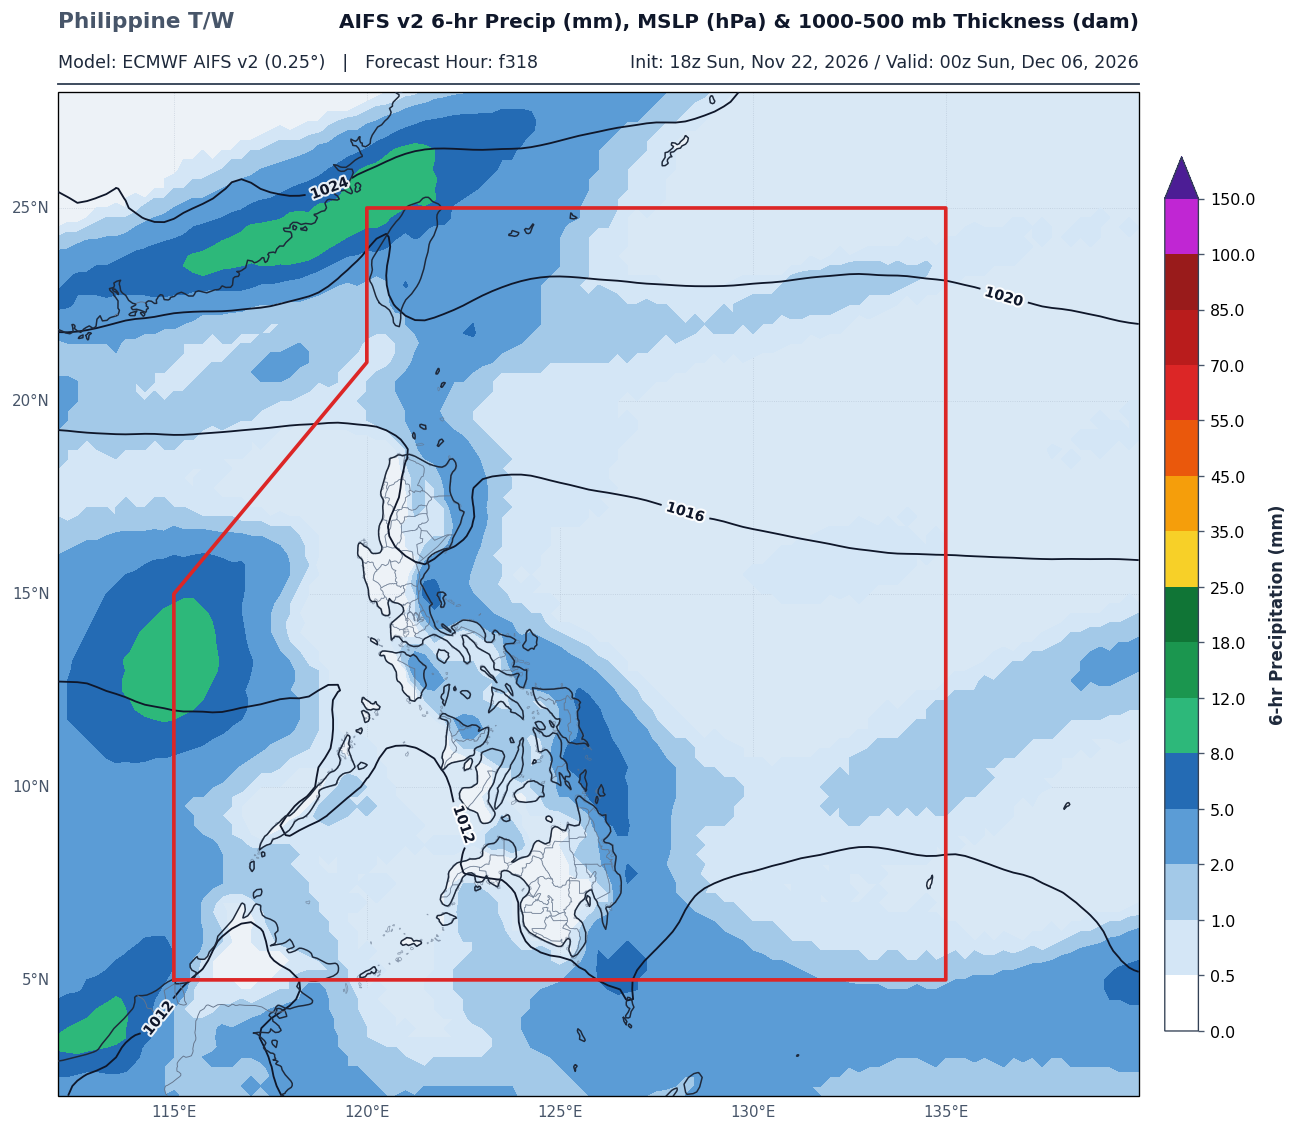 Philippine T/W
AIFS v2 6-hr Precip (mm), MSLP (hPa) & 1000-500 mb Thickness (dam)
Model: ECMWF AIFS v2 (0.25°) | Forecast Hour: f318
Init: 18z Sun, Nov 22, 2026 / Valid: 00z Sun, Dec 06, 2026
25°N
20°N
15°N
10°N
5°N
1024
1020
1016
1012
1012
115°E
120°E
125°E
130°E
135°E
150.0
100.0
85.0
70.0
55.0
45.0
35.0
25.0
18.0
12.0
8.0
5.0
2.0
1.0
0.5
0.0
6-hr Precipitation (mm)